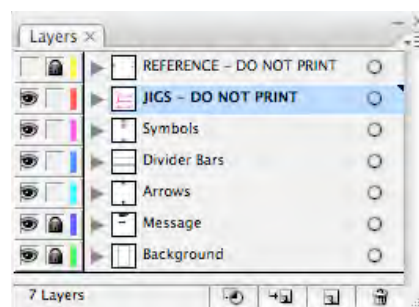 Layers ×
REFERENCE - DO NOT PRINT
JIGS - DO NOT PRINT
Symbols
Divider Bars
Arrows
Message
Background
7 Layers